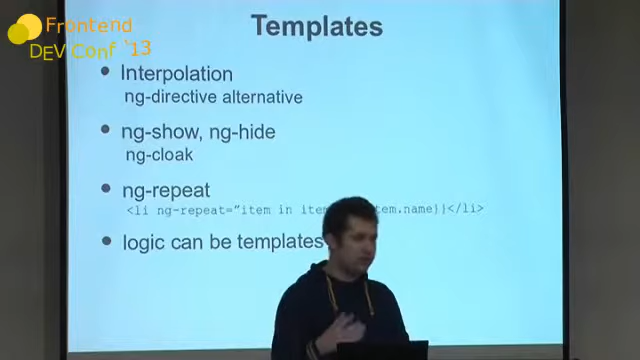 Frontend
DEV Conf '13
Templates
Interpolation
ng-directive alternative
ng-show, ng-hide
ng-cloak
ng-repeat
<li ng-repeat="item in item.name}}</li>
logic can be templates